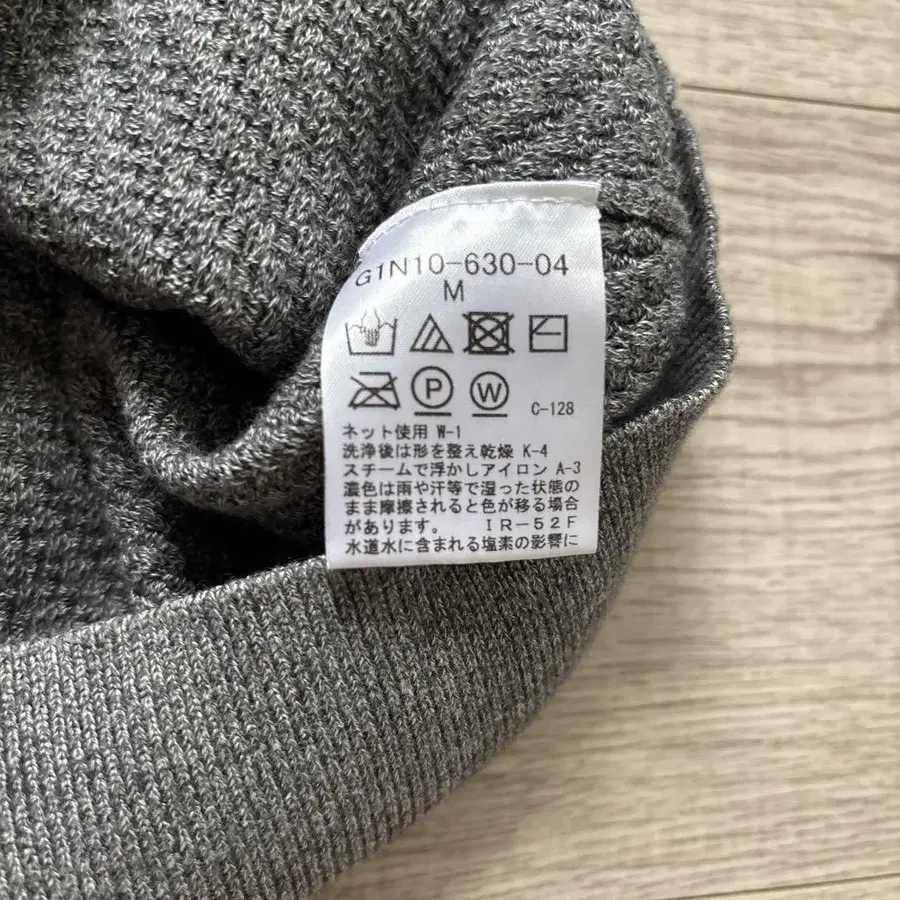 G1N10-630-04
M
P W C-128
ネット使用 W-1
洗浄後は形を整え乾燥 K-4
スチームで浮かしアイロン A-3
濃色は雨や汗等で湿った状態の
まま摩擦されると色が移る場合
があります。 IR-52F
水道水に含まれる塩素の影響に